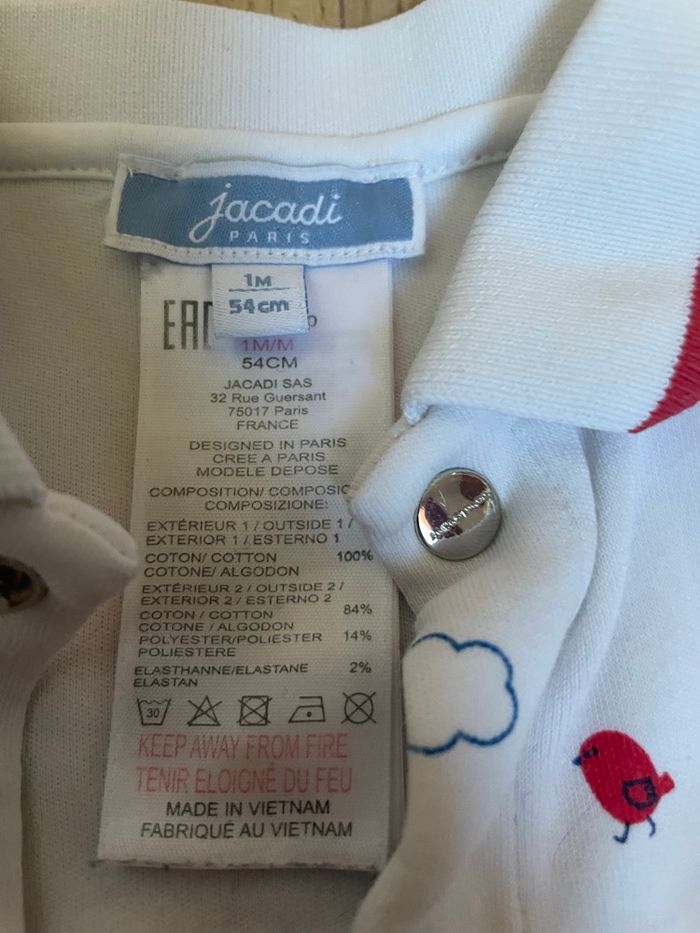 jacadi
PARIS
1M
54cm
EAC
1M/M
54CM
JACADI SAS
32 Rue Guersant
75017 Paris
FRANCE
DESIGNED IN PARIS
CREE A PARIS
MODELE DEPOSE
COMPOSITION/ COMPOSIC
COMPOSIZIONE:
EXTÉRIEUR 1 / OUTSIDE 1 /
EXTERIOR 1 / ESTERNO 1
COTON/ COTTON 100%
COTONE/ ALGODON
EXTÉRIEUR 2 / OUTSIDE 2 /
EXTERIOR 2 / ESTERNO 2
COTON / COTTON 84%
COTONE / ALGODON
POLYESTER/POLIESTER 14%
POLIESTERE
ELASTHANNE/ELASTANE 2%
ELASTAN
30
KEEP AWAY FROM FIRE
TENIR ELOIGNÉ DU FEU
MADE IN VIETNAM
FABRIQUÉ AU VIETNAM